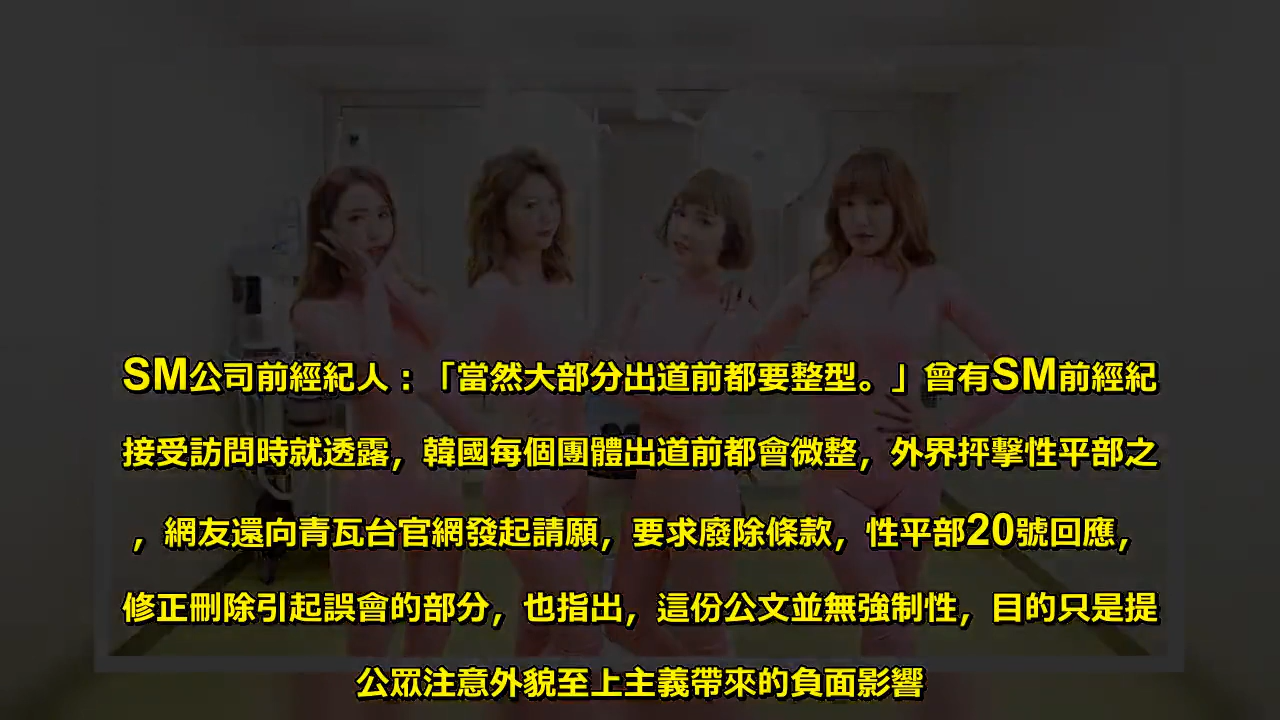 SM公司前經紀人：「當然大部分出道前都要整型。」曾有SM前經紀
接受訪問時就透露，韓國每個團體出道前都會微整，外界抨擊性平部之
，網友還向青瓦台官網發起請願，要求廢除條款，性平部20號回應，
修正刪除引起誤會的部分，也指出，這份公文並無強制性，目的只是提
公眾注意外貌至上主義帶來的負面影響